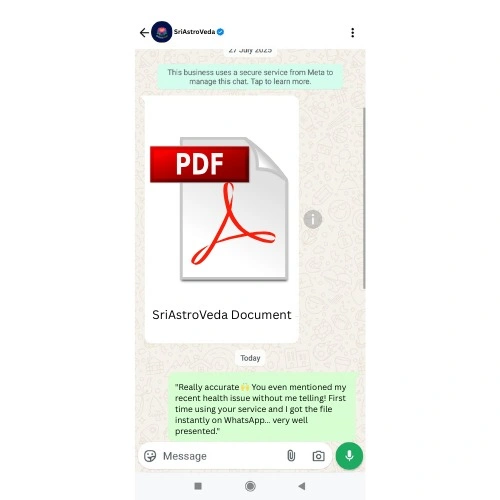 SriAstroVeda
27 July 2025
This business uses a secure service from Meta to
manage this chat. Tap to learn more.
PDF
SriAstroVeda Document
Today
"Really accurate🙌 You even mentioned my
recent health issue without me telling! First
time using your service and I got the file
instantly on WhatsApp... very well
presented."
Message